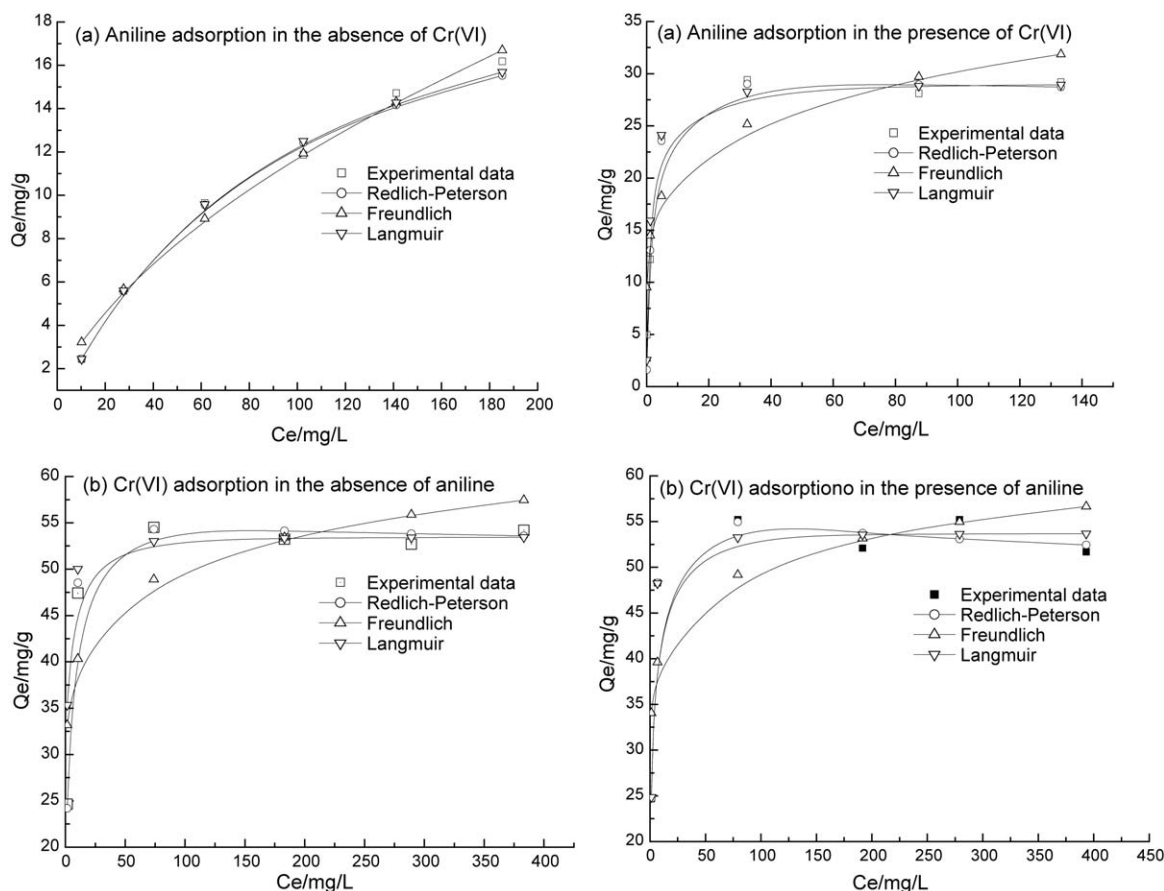 (a) Aniline adsorption in the absence of Cr(VI)
18
16
14
12
10
8
6
4
2
Qe/mg/g
Experimental data
Redlich-Peterson
Freundlich
Langmuir
0 20 40 60 80 100 120 140 160 180 200
Ce/mg/L
(a) Aniline adsorption in the presence of Cr(VI)
35
30
25
20
15
10
5
0
Qe/mg/g
Experimental data
Redlich-Peterson
Freundlich
Langmuir
0 20 40 60 80 100 120 140
Ce/mg/L
(b) Cr(VI) adsorption in the absence of aniline
60
55
50
45
40
35
30
25
20
Qe/mg/g
Experimental data
Redlich-Peterson
Freundlich
Langmuir
0 50 100 150 200 250 300 350 400
Ce/mg/L
(b) Cr(VI) adsorptiono in the presence of aniline
60
55
50
45
40
35
30
25
20
Qe/mg/g
Experimental data
Redlich-Peterson
Freundlich
Langmuir
0 50 100 150 200 250 300 350 400 450
Ce/mg/L